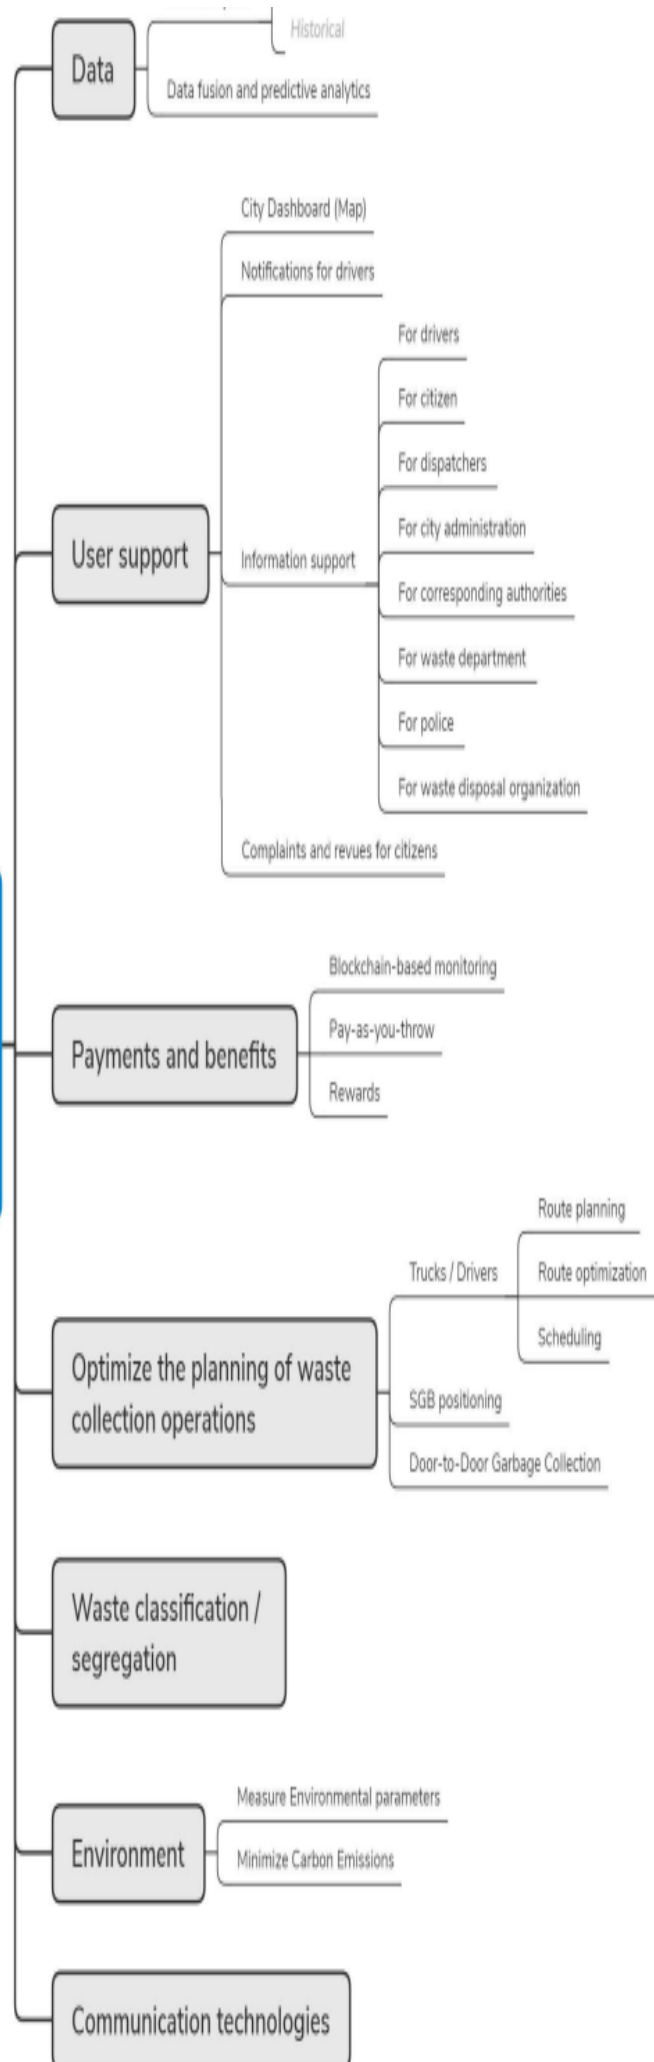 Historical
Data
Data fusion and predictive analytics
City Dashboard (Map)
Notifications for drivers
For drivers
For citizen
For dispatchers
For city administration
User support
Information support
For corresponding authorities
For waste department
For police
For waste disposal organization
Complaints and revues for citizens
Blockchain-based monitoring
Pay-as-you-throw
Payments and benefits
Rewards
Route planning
Trucks / Drivers
Route optimization
Scheduling
Optimize the planning of waste
collection operations
SGB positioning
Door-to-Door Garbage Collection
Waste classification /
segregation
Measure Environmental parameters
Environment
Minimize Carbon Emissions
Communication technologies